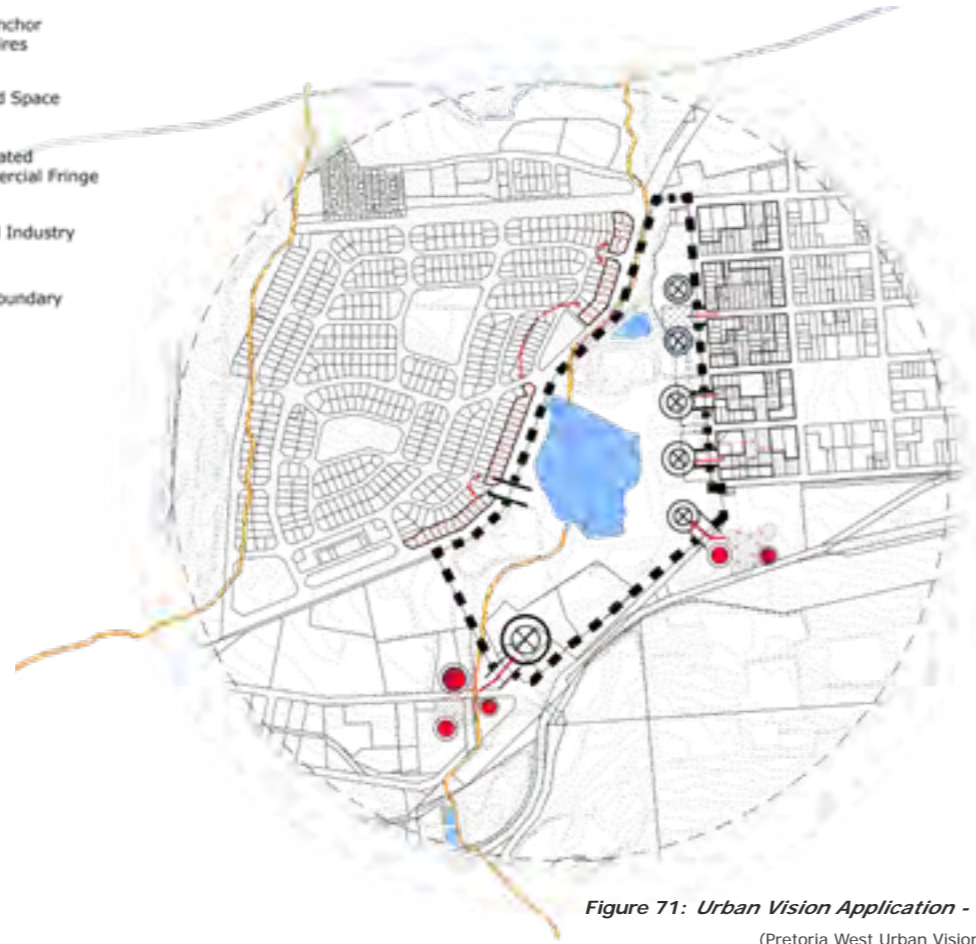 nchor
ires
d Space
ated
ercial Fringe
l Industry
oundary
Figure 71: Urban Vision Application -
(Pretoria West Urban Vision